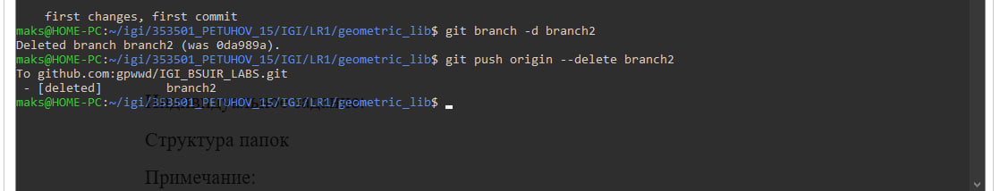 first changes, first commit
maks@HOME-PC:~/igi/353501_PETUHOV_15/IGI/LR1/geometric_lib$ git branch -d branch2
Deleted branch branch2 (was 0da989a).
maks@HOME-PC:~/igi/353501_PETUHOV_15/IGI/LR1/geometric_lib$ git push origin --delete branch2
To github.com:gpwwd/IGI_BSUIR_LABS.git
- [deleted] branch2
maks@HOME-PC:~/igi/353501_PETUHOV_15/IGI/LR1/geometric_lib$
Структура папок
Примечание: